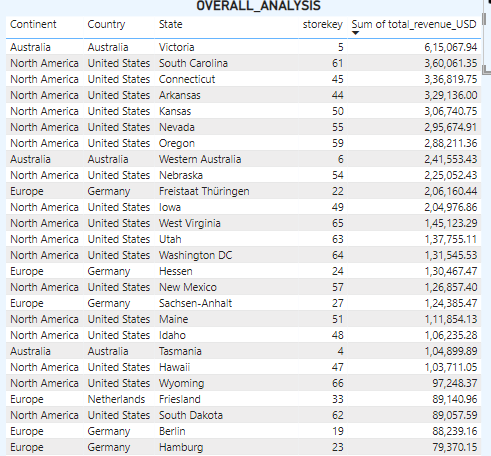 OVERALL_ANALYSIS
Continent Country State storekey Sum of total_revenue_USD
Australia Australia Victoria 5 6,15,067.94
North America United States South Carolina 61 3,60,061.35
North America United States Connecticut 45 3,36,819.75
North America United States Arkansas 44 3,29,136.00
North America United States Kansas 50 3,06,740.75
North America United States Nevada 55 2,95,674.91
North America United States Oregon 59 2,88,211.36
Australia Australia Western Australia 6 2,41,553.43
North America United States Nebraska 54 2,25,052.43
Europe Germany Freistaat Thüringen 22 2,06,160.44
North America United States Iowa 49 2,04,976.86
North America United States West Virginia 65 1,45,123.29
North America United States Utah 63 1,37,755.11
North America United States Washington DC 64 1,31,545.53
Europe Germany Hessen 24 1,30,467.47
North America United States New Mexico 57 1,26,857.40
Europe Germany Sachsen-Anhalt 27 1,24,385.47
North America United States Maine 51 1,11,854.13
North America United States Idaho 48 1,06,235.28
Australia Australia Tasmania 4 1,04,899.89
North America United States Hawaii 47 1,03,711.05
North America United States Wyoming 66 97,248.37
Europe Netherlands Friesland 33 89,140.96
North America United States South Dakota 62 89,057.59
Europe Germany Berlin 19 88,239.16
Europe Germany Hamburg 23 79,370.15